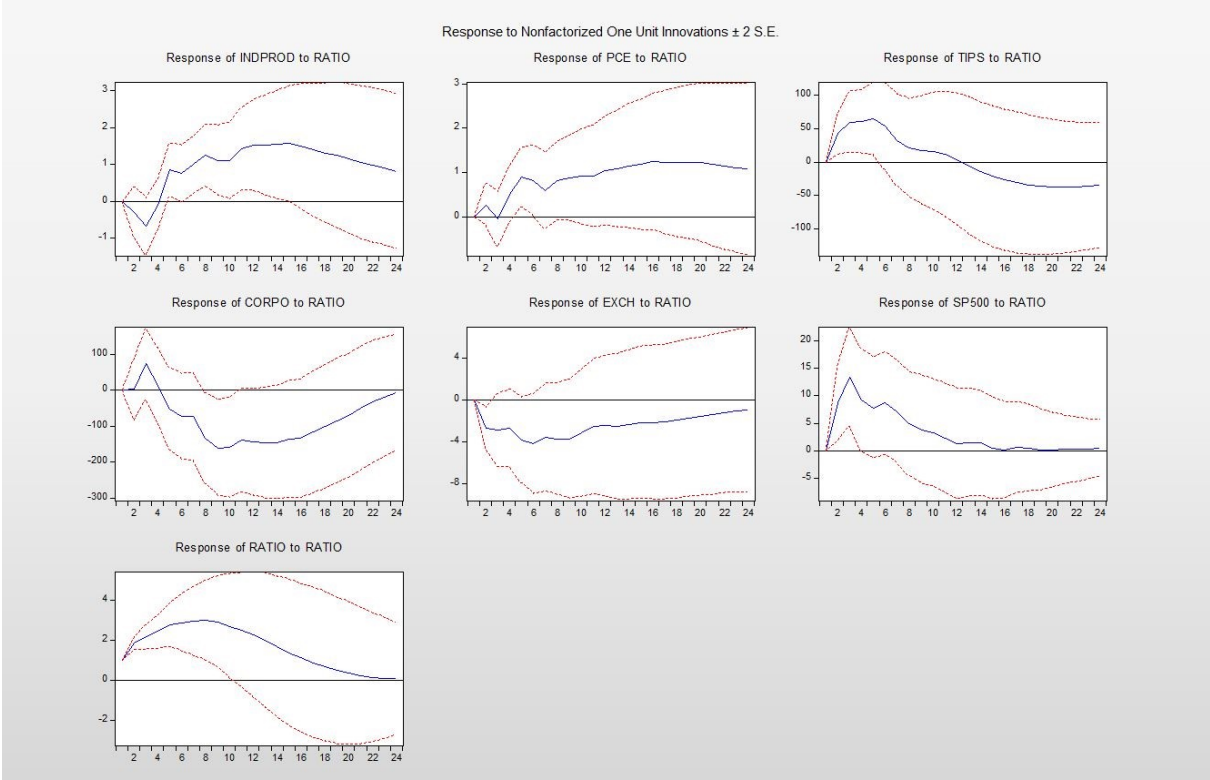 Response to Nonfactorized One Unit Innovations ± 2 S.E.
Response of INDPROD to RATIO
3
2
1
0
-1
2 4 6 8 10 12 14 16 18 20 22 24
Response of PCE to RATIO
3
2
1
0
2 4 6 8 10 12 14 16 18 20 22 24
Response of TIPS to RATIO
100
50
0
-50
-100
2 4 6 8 10 12 14 16 18 20 22 24
Response of CORPO to RATIO
100
0
-100
-200
-300
2 4 6 8 10 12 14 16 18 20 22 24
Response of EXCH to RATIO
4
0
-4
-8
2 4 6 8 10 12 14 16 18 20 22 24
Response of SP500 to RATIO
20
15
10
5
0
-5
2 4 6 8 10 12 14 16 18 20 22 24
Response of RATIO to RATIO
4
2
0
-2
2 4 6 8 10 12 14 16 18 20 22 24